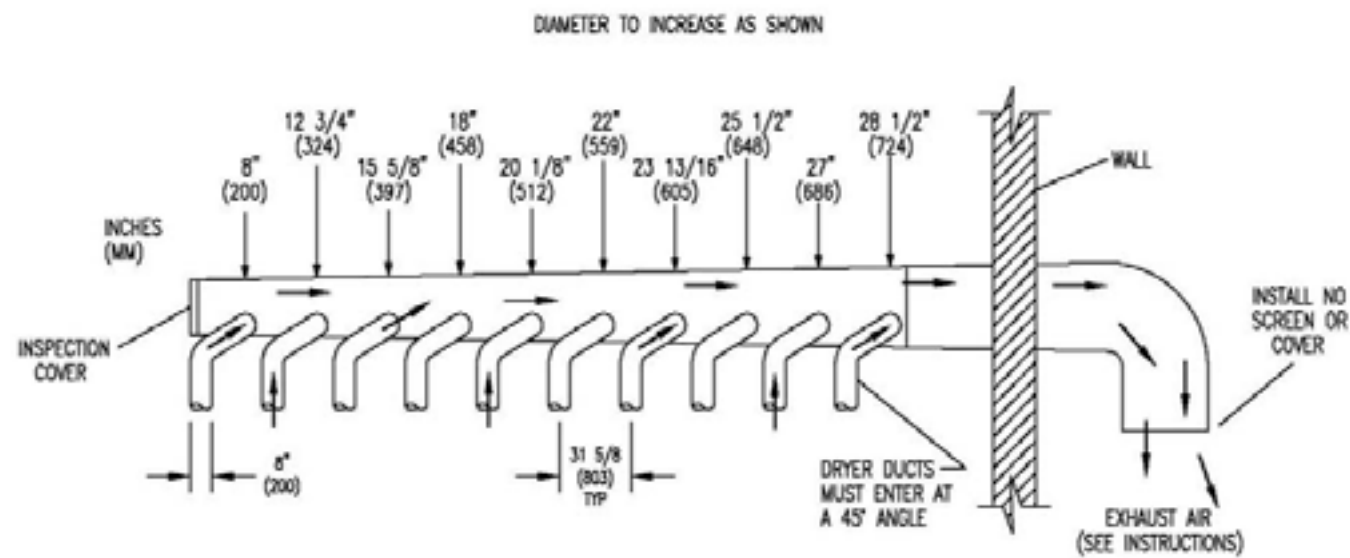 DIAMETER TO INCREASE AS SHOWN
8"
(200)
12 3/4"
(324)
15 5/8"
(397)
18"
(458)
20 1/8"
(512)
22"
(559)
23 13/16"
(605)
25 1/2"
(648)
27"
(686)
28 1/2"
(724)
WALL
INCHES
(MM)
INSPECTION
COVER
INSTALL NO
SCREEN OR
COVER
8"
(200)
31 5/8
(803)
TYP
DRYER DUCTS
MUST ENTER AT
A 45° ANGLE
EXHAUST AIR
(SEE INSTRUCTIONS)